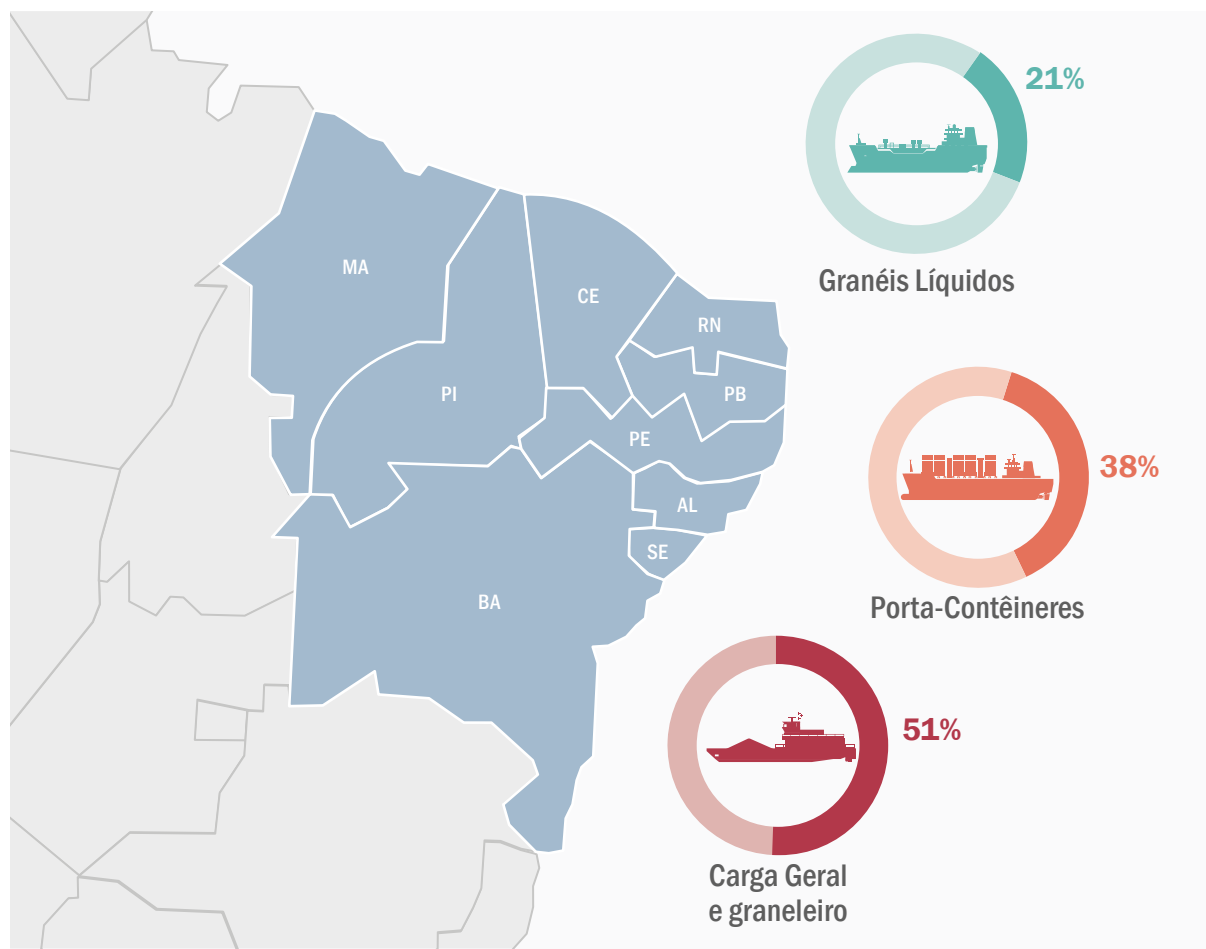 21%
Granéis Líquidos
MA
CE
RN
PI
PB
PE
38%
AL
SE
BA
Porta-Contêineres
51%
Carga Geral
e graneleiro